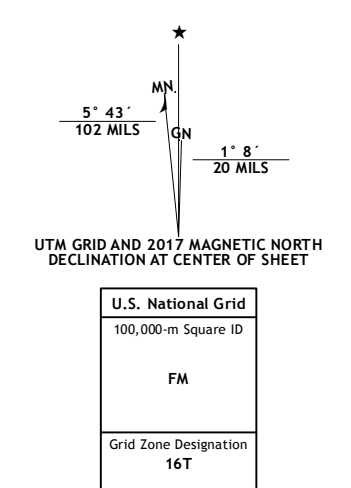 ★
MN.
5° 43´
102 MILS
GN
1° 8´
20 MILS
UTM GRID AND 2017 MAGNETIC NORTH
DECLINATION AT CENTER OF SHEET
U.S. National Grid
100,000-m Square ID
FM
Grid Zone Designation
16T